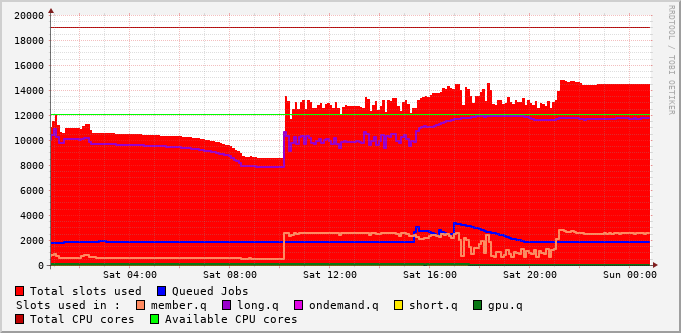 20000
18000
16000
14000
12000
10000
8000
6000
4000
2000
0
Sat 04:00 Sat 08:00 Sat 12:00 Sat 16:00 Sat 20:00 Sun 00:00
Total slots used Queued Jobs
Slots used in : member.q long.q ondemand.q short.q gpu.q
Total CPU cores Available CPU cores
RRDTOOL / TOBI OETIKER